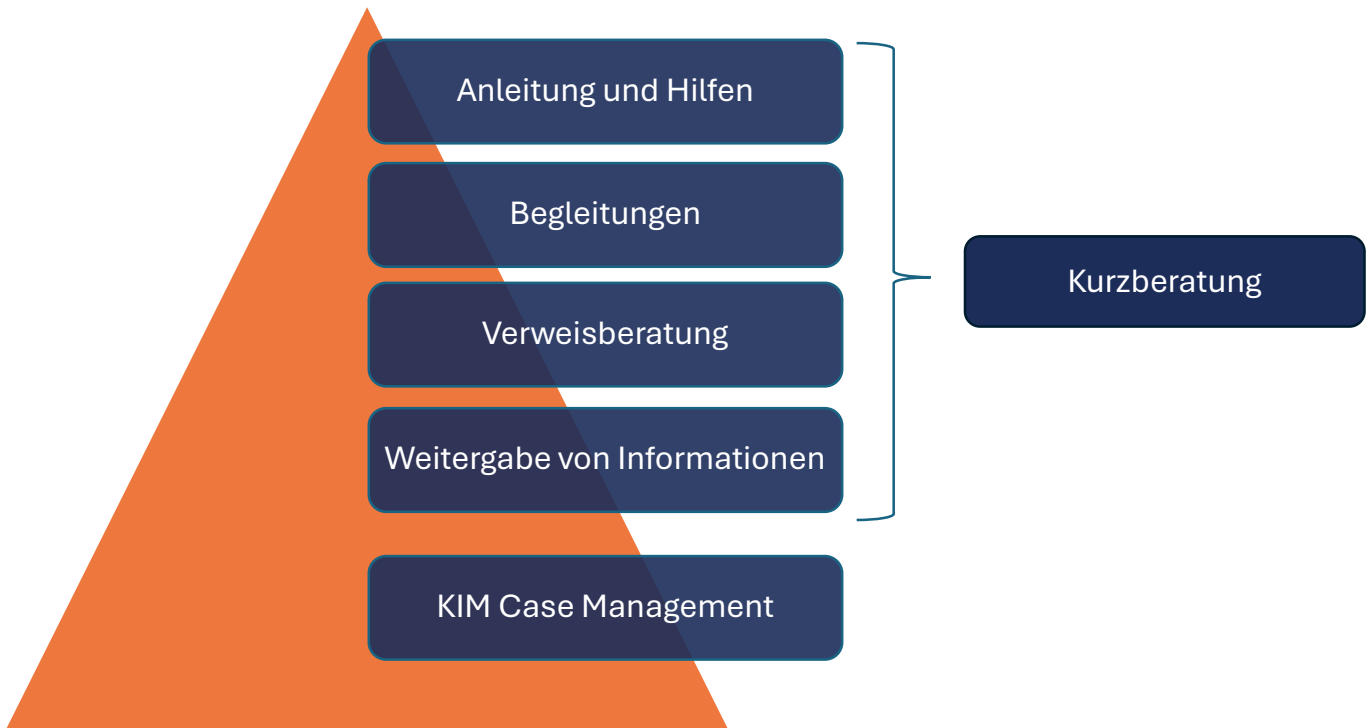 Anleitung und Hilfen
Begleitungen
Kurzberatung
Verweisberatung
Weitergabe von Informationen
KIM Case Management